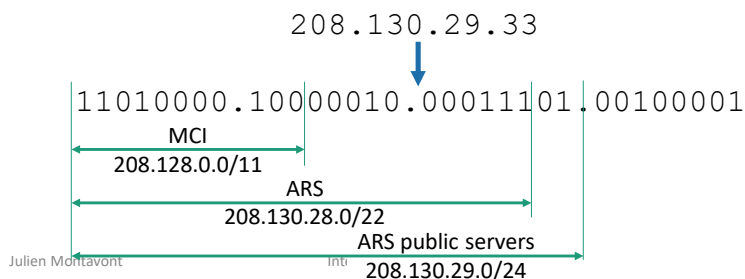 208.130.29.33
11010000.10000010.00011101.00100001
MCI
208.128.0.0/11
ARS
208.130.28.0/22
ARS public servers
Julien Montavont
208.130.29.0/24